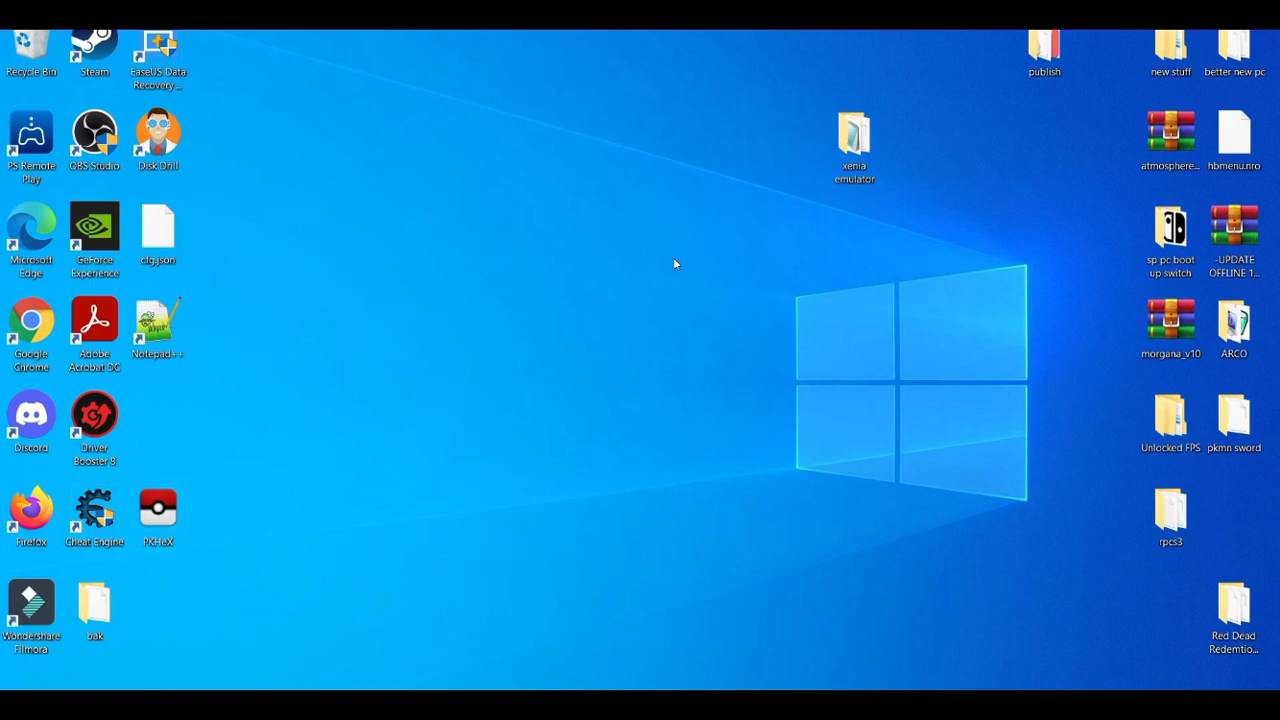 Recycle Bin
Steam
EaseUS Data
Recovery ...
publish
new stuff
better new pc
PS Remote
Play
OBS Studio
Disk Drill
xenia
emulator
atmosphere...
hbmenu.nro
Microsoft
Edge
GeForce
Experience
cfg.json
sp pc boot
up switch
-UPDATE
OFFLINE 1...
Google
Chrome
Adobe
Acrobat DC
Notepad++
morgana_v10
ARCO
Discord
Driver
Booster 8
Unlocked FPS
pkmn sword
Firefox
Cheat Engine
PKHeX
rpcs3
Wondershare
Filmora
bak
Red Dead
Redemtio...